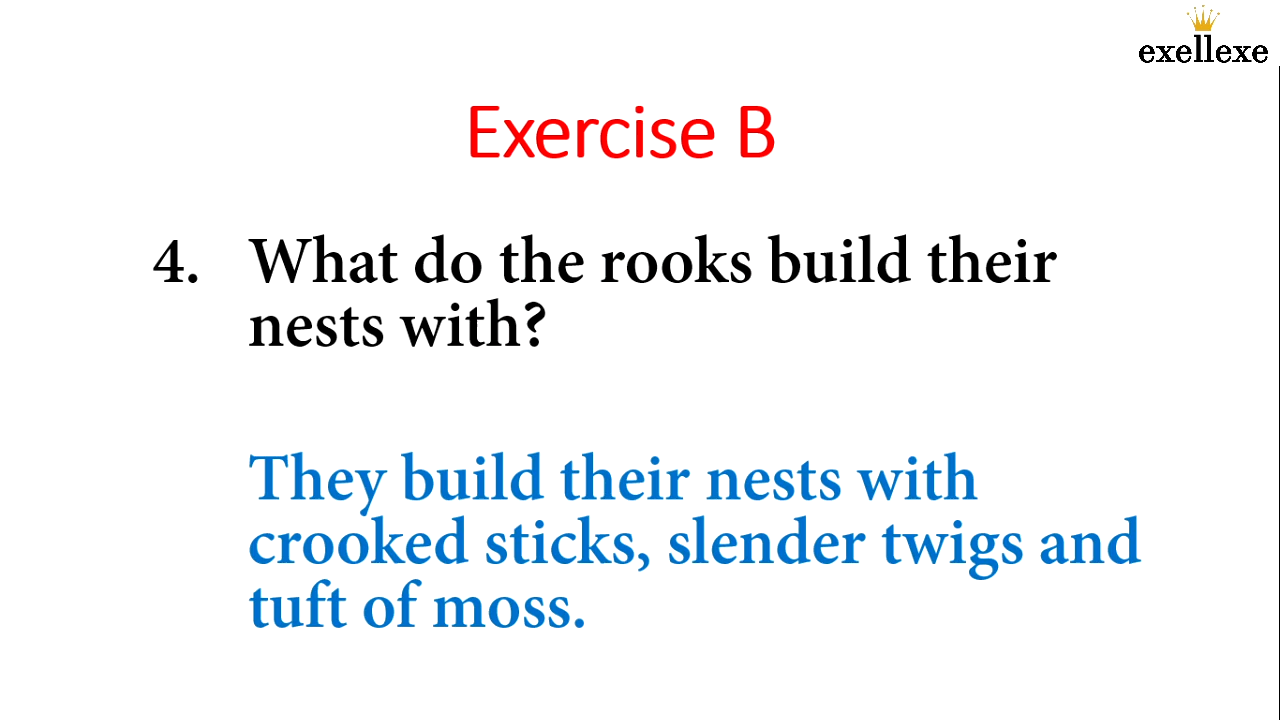 exellexe
Exercise B
4. What do the rooks build their
nests with?
They build their nests with
crooked sticks, slender twigs and
tuft of moss.